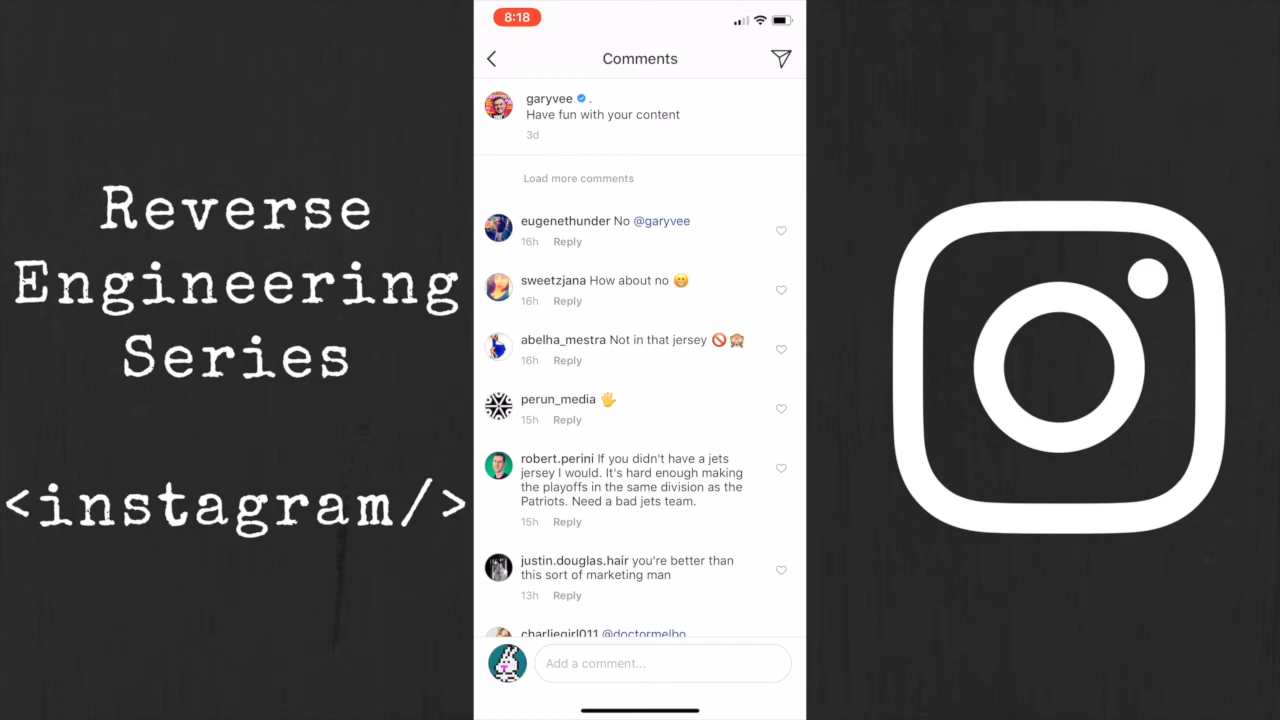 Reverse
Engineering
Series
<instagram/>
8:18
Comments
garyvee .
Have fun with your content
3d
Load more comments
eugenethunder No @garyvee
16h Reply
sweetzjana How about no 😁
16h Reply
abelha_mestra Not in that jersey 🚫🙈
16h Reply
perun_media 🖐
15h Reply
robert.perini If you didn't have a jets
jersey I would. It's hard enough making
the playoffs in the same division as the
Patriots. Need a bad jets team.
15h Reply
justin.douglas.hair you're better than
this sort of marketing man
13h Reply
charliegirl011 @doctormelbo
Add a comment...